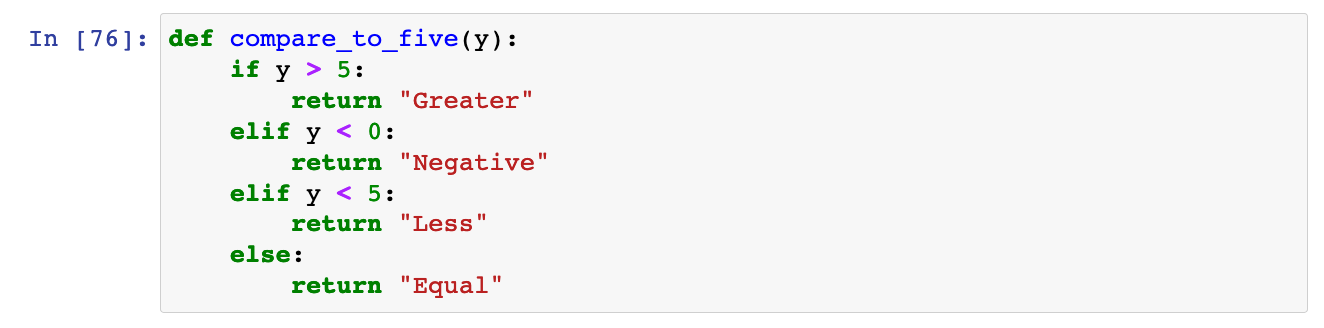 In [76]: def compare_to_five(y):
    if y > 5:
        return "Greater"
    elif y < 0:
        return "Negative"
    elif y < 5:
        return "Less"
    else:
        return "Equal"